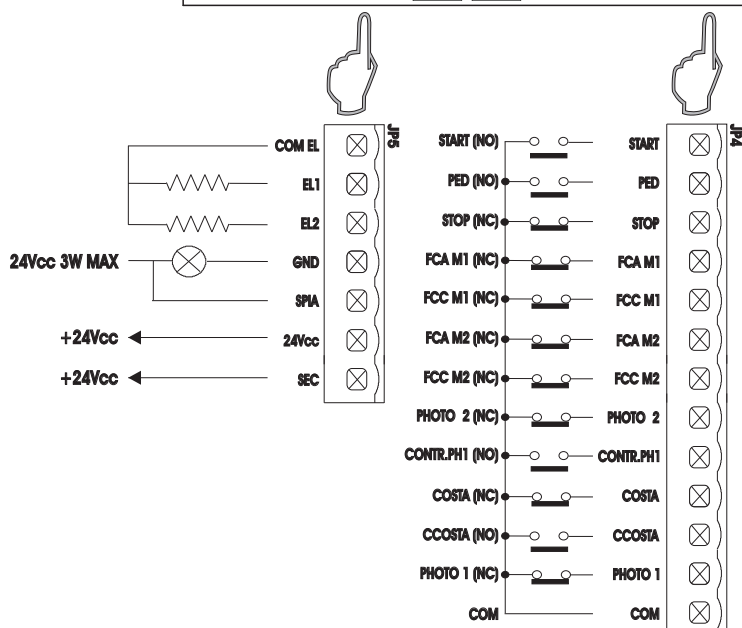 JP5
COM EL
EL1
EL2
24Vcc 3W MAX
GND
SPIA
+24Vcc
24Vcc
+24Vcc
SEC
JP4
START (NO)
START
PED (NO)
PED
STOP (NC)
STOP
FCA M1 (NC)
FCA M1
FCC M1 (NC)
FCC M1
FCA M2 (NC)
FCA M2
FCC M2 (NC)
FCC M2
PHOTO 2 (NC)
PHOTO 2
CONTR.PH1 (NO)
CONTR.PH1
COSTA (NC)
COSTA
CCOSTA (NO)
CCOSTA
PHOTO 1 (NC)
PHOTO 1
COM
COM